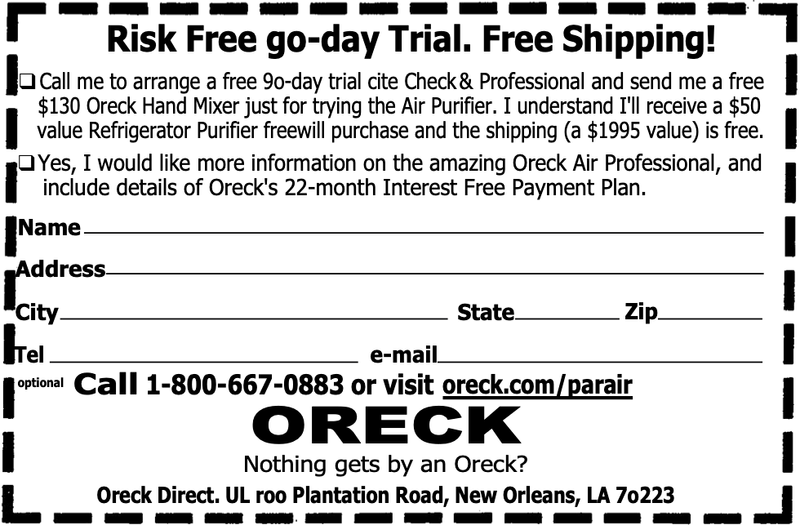 Risk Free go-day Trial. Free Shipping!
❑ Call me to arrange a free 9o-day trial cite Check & Professional and send me a free
$130 Oreck Hand Mixer just for trying the Air Purifier. I understand I'll receive a $50
value Refrigerator Purifier freewill purchase and the shipping (a $1995 value) is free.
❑ Yes, I would like more information on the amazing Oreck Air Professional, and
include details of Oreck's 22-month Interest Free Payment Plan.
Name
Address
City State Zip
Tel e-mail
optional Call 1-800-667-0883 or visit oreck.com/parair
ORECK
Nothing gets by an Oreck?
Oreck Direct. UL roo Plantation Road, New Orleans, LA 7o223